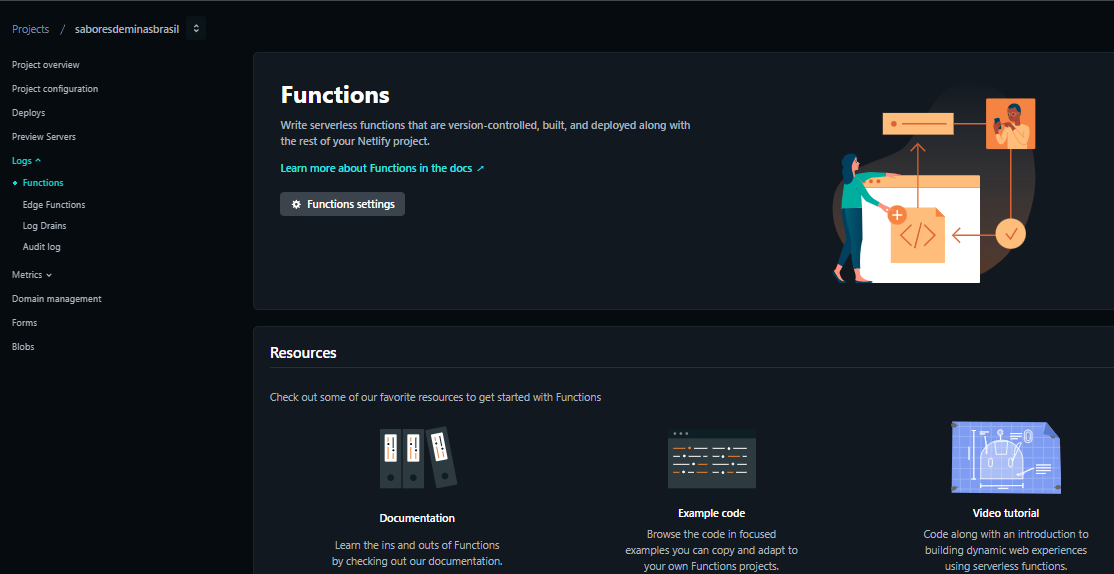 Projects / saboresdeminasbrasil
Project overview
Project configuration
Deploys
Preview Servers
Logs
Functions
Edge Functions
Log Drains
Audit log
Metrics
Domain management
Forms
Blobs
Functions
Write serverless functions that are version-controlled, built, and deployed along with
the rest of your Netlify project.
Learn more about Functions in the docs ↗
Functions settings
</>
Resources
Check out some of our favorite resources to get started with Functions
Documentation
Learn the ins and outs of Functions
by checking out our documentation.
Example code
Browse the code in focused
examples you can copy and adapt to
your own Functions projects.
Video tutorial
Code along with an introduction to
building dynamic web experiences
using serverless functions.